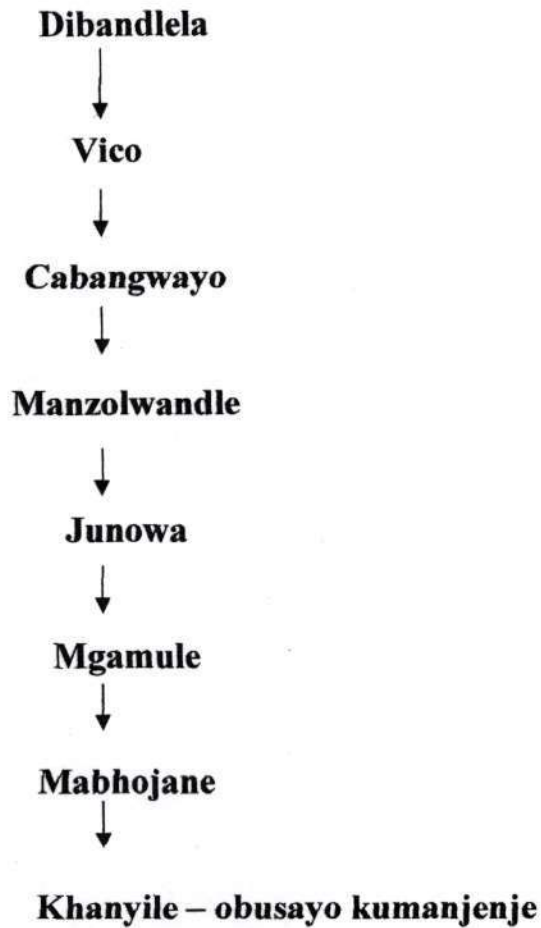 Dibandlela
Vico
Cabangwayo
Manzolwandle
Junowa
Mgamule
Mabhojane
Khanyile – obusayo kumanjenje